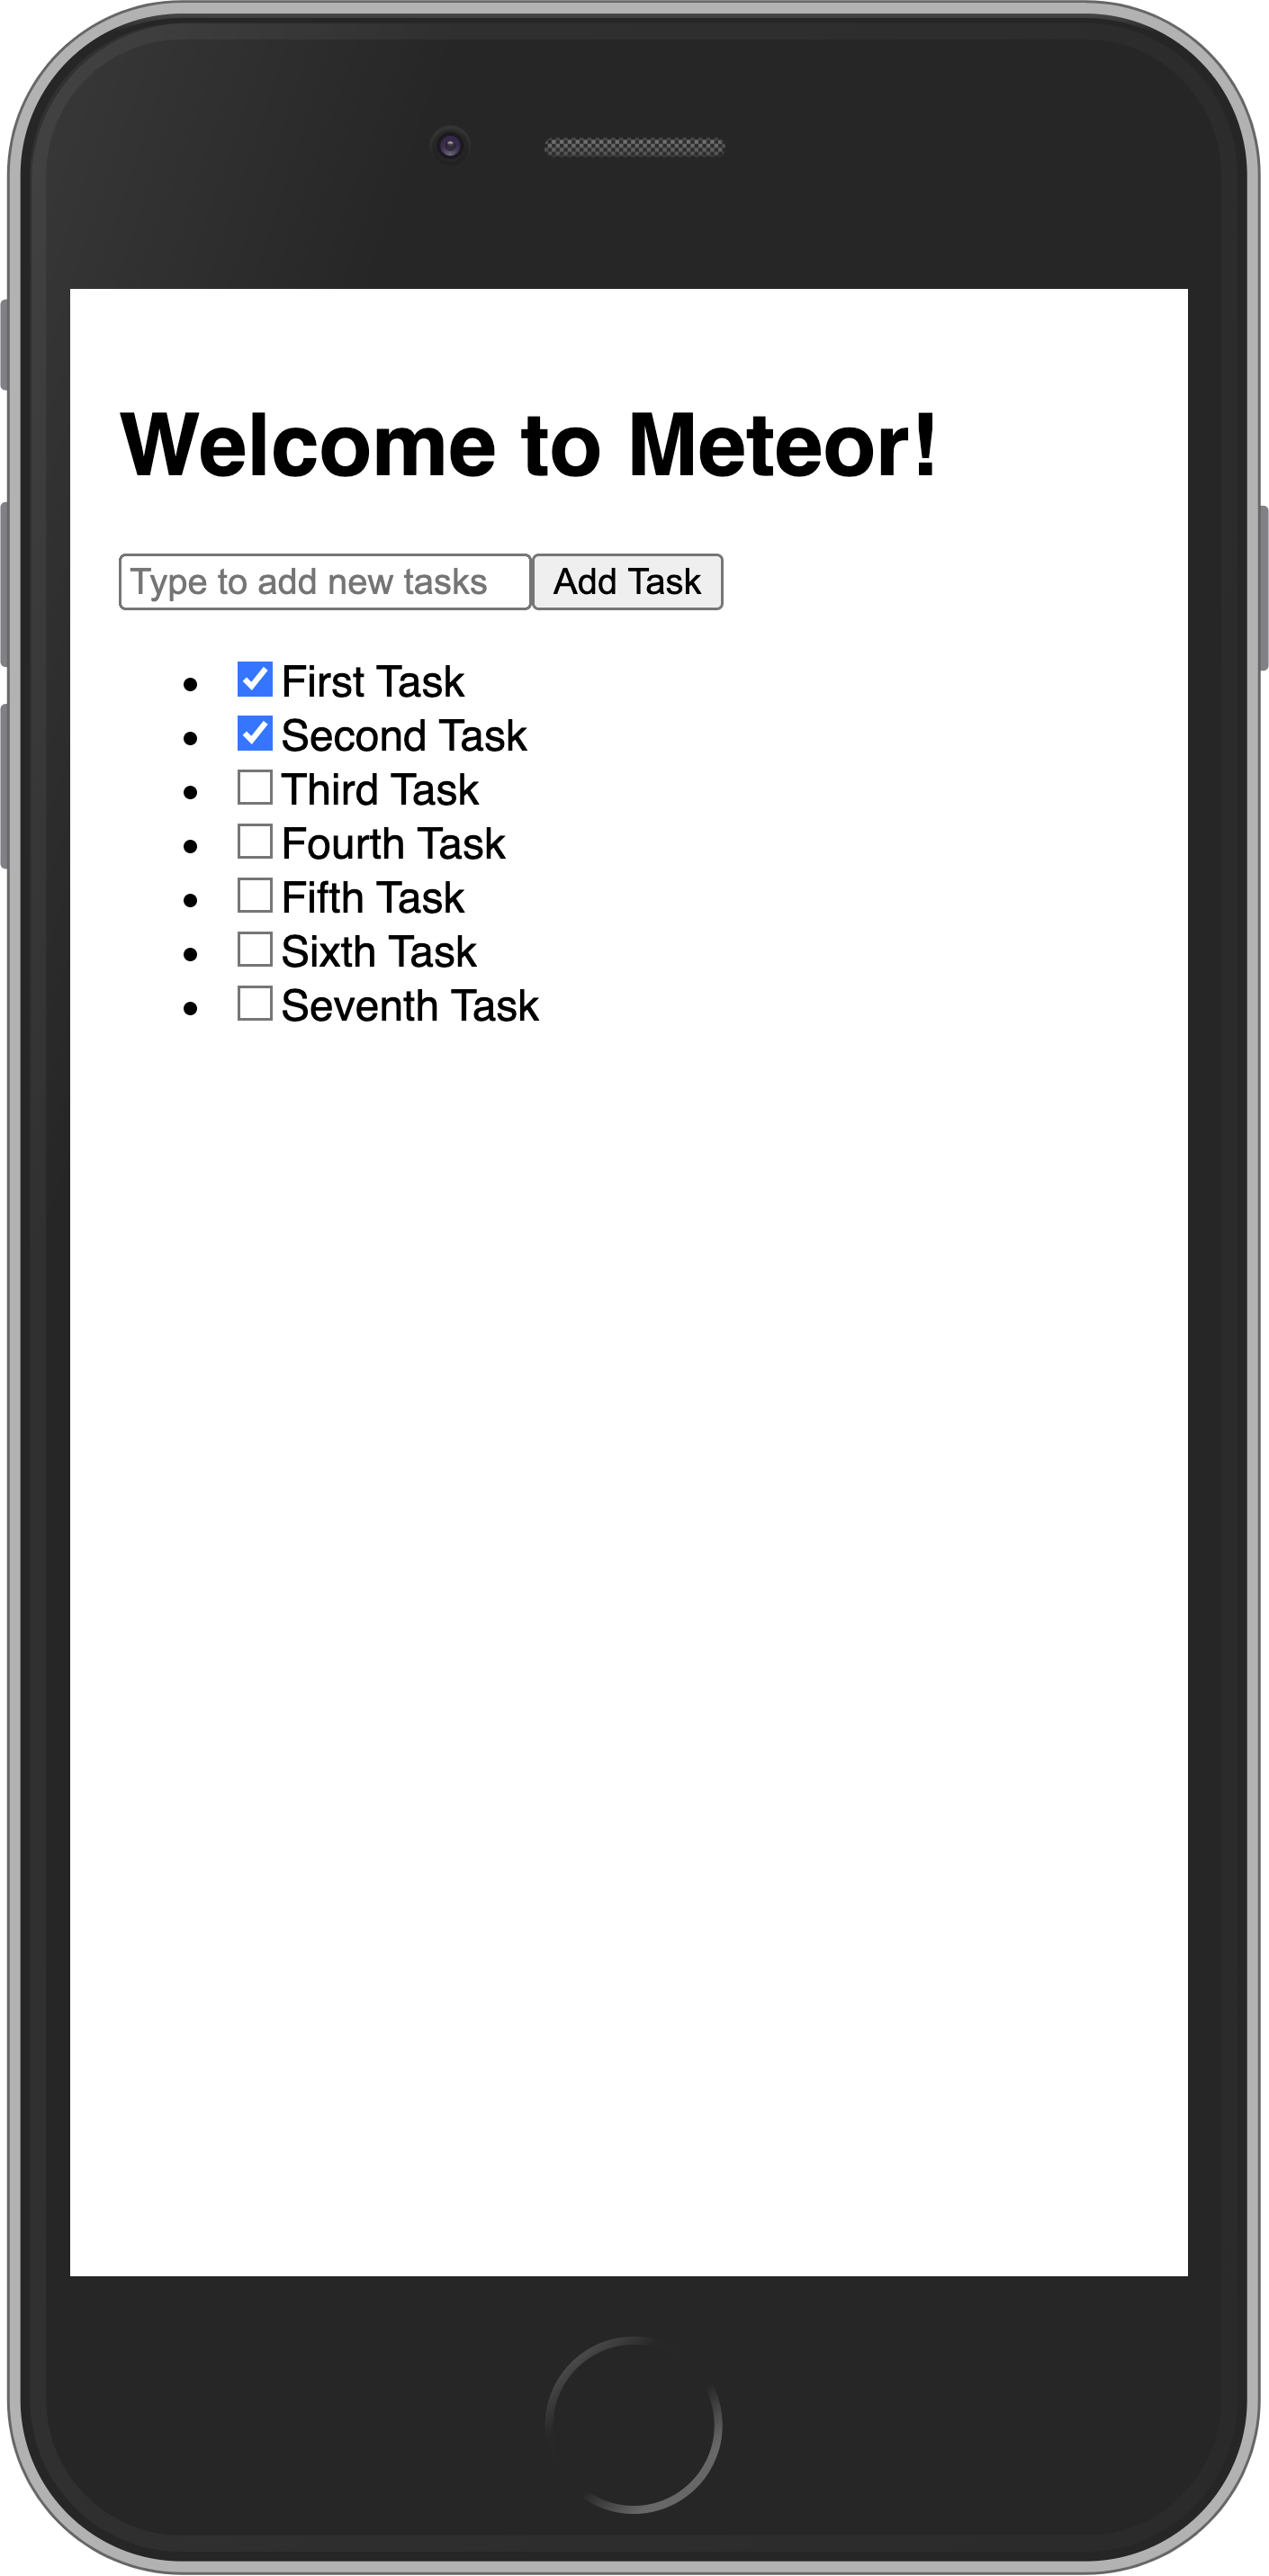 Welcome to Meteor!
Type to add new tasks Add Task
First Task
Second Task
Third Task
Fourth Task
Fifth Task
Sixth Task
Seventh Task